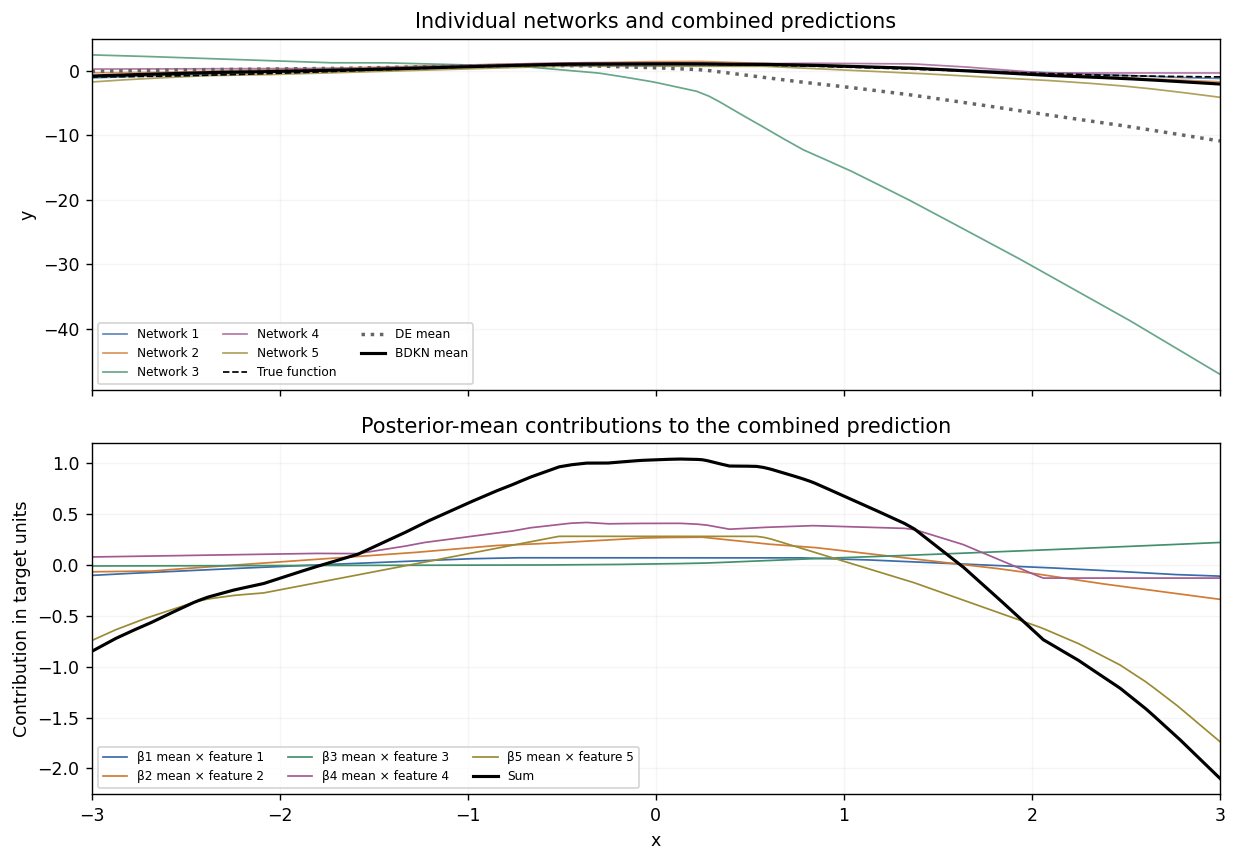 Individual networks and combined predictions
0
−10
−20
−30
−40
y
Network 1
Network 2
Network 3
Network 4
Network 5
True function
DE mean
BDKN mean
Posterior-mean contributions to the combined prediction
1.0
0.5
0.0
−0.5
−1.0
−1.5
−2.0
Contribution in target units
β1 mean × feature 1
β2 mean × feature 2
β3 mean × feature 3
β4 mean × feature 4
β5 mean × feature 5
Sum
−3 −2 −1 0 1 2 3
x